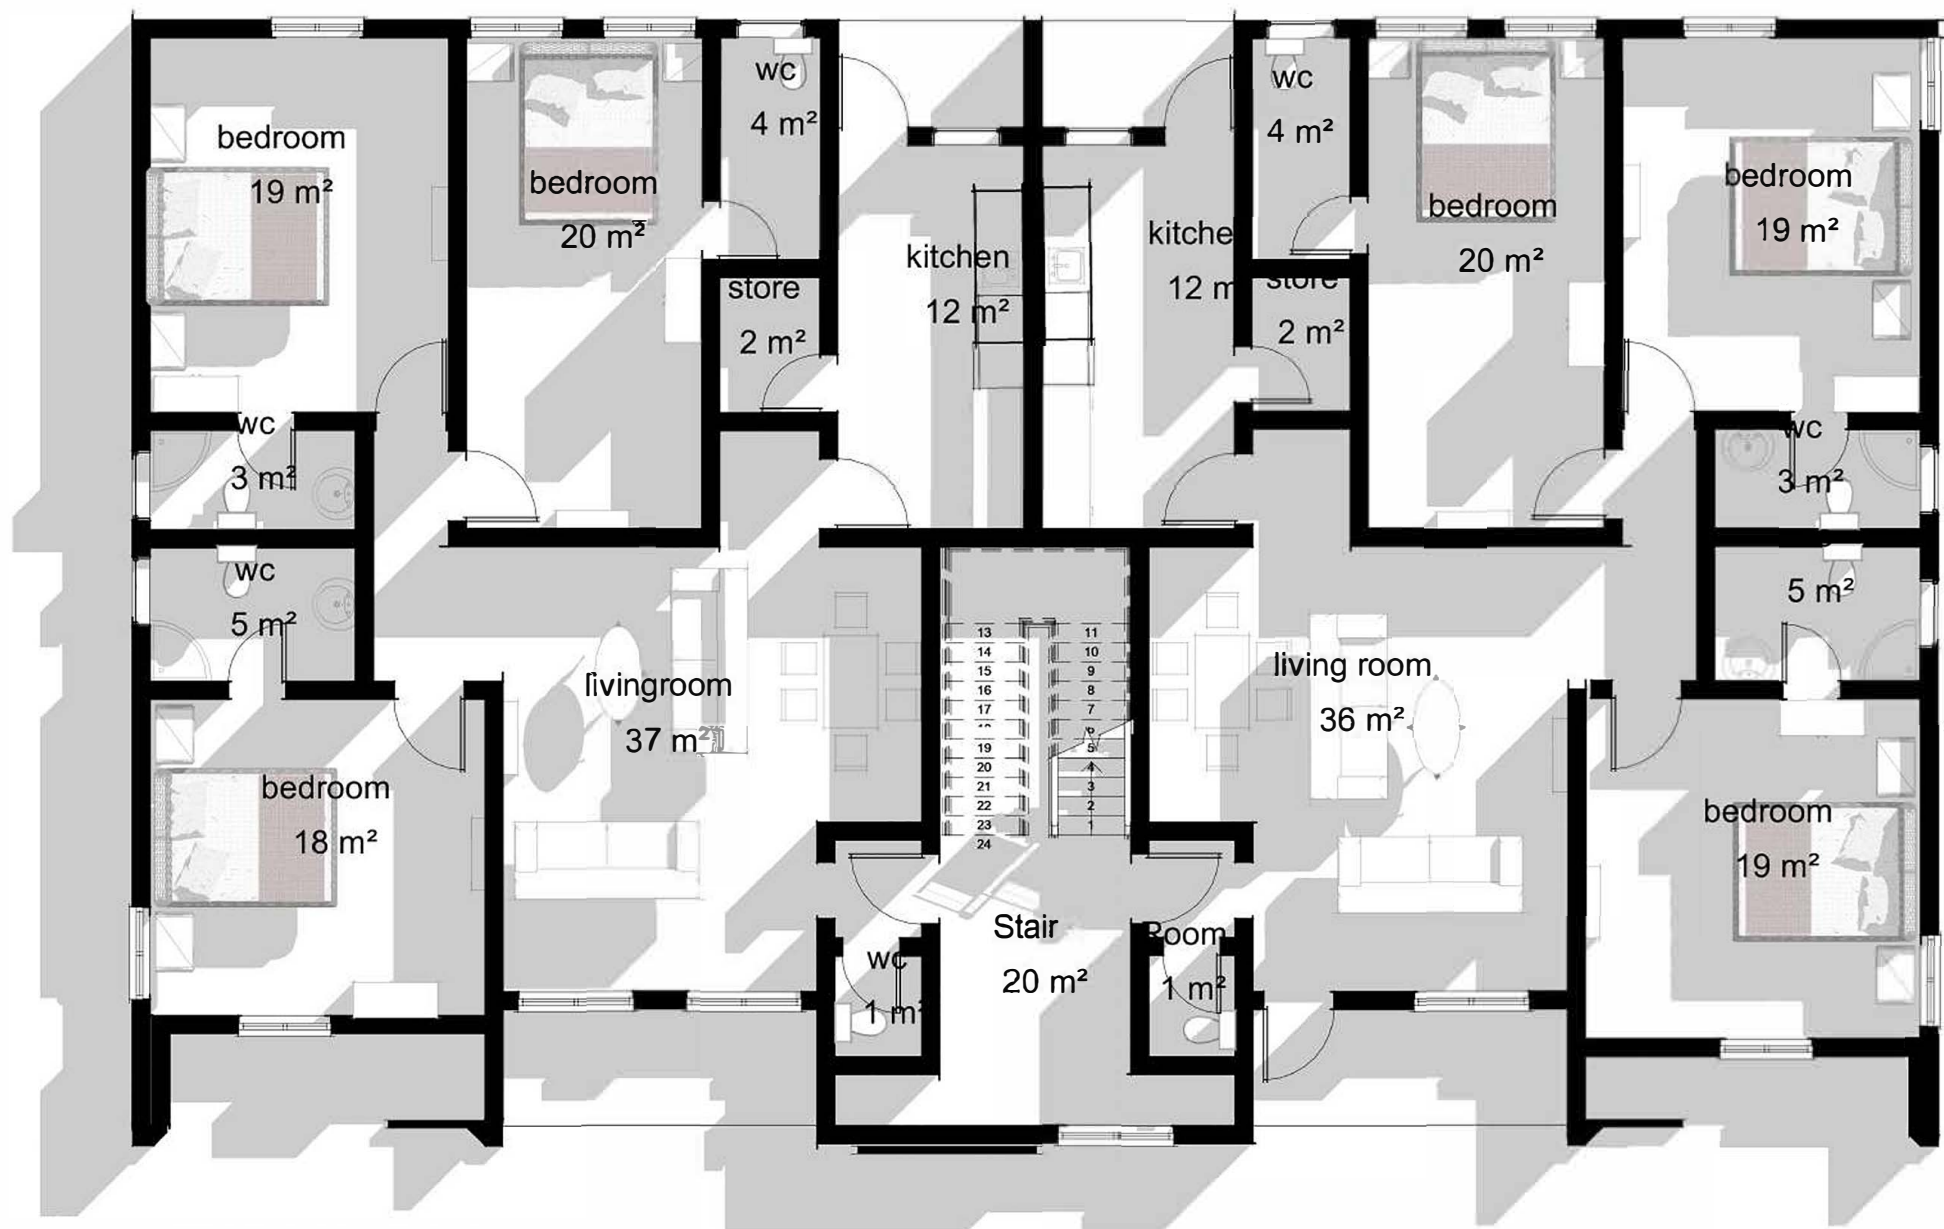 bedroom
19 m²
bedroom
20 m²
wc
4 m²
store
2 m²
kitchen
12 m²
kitche
12 m
wc
4 m²
store
2 m²
bedroom
20 m²
bedroom
19 m²
wc
3 m²
wc
5 m²
wc
3 m²
5 m²
livingroom
37 m²
living room
36 m²
bedroom
18 m²
bedroom
19 m²
13
14
15
16
17
19
20
21
22
23
24
11
10
9
8
7
6
5
4
3
2
1
Stair
20 m²
wc
1 m²
Room
1 m²